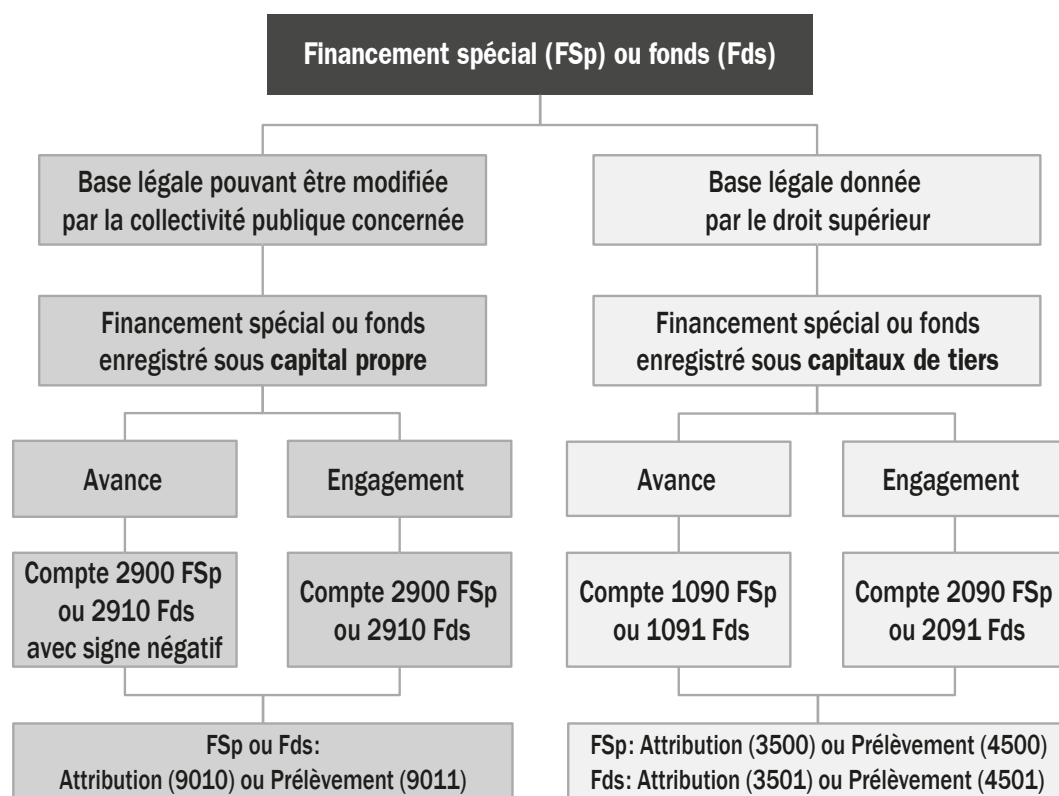 Financement spécial (FSp) ou fonds (Fds)
Base légale pouvant être modifiée
par la collectivité publique concernée
Base légale donnée
par le droit supérieur
Financement spécial ou fonds
enregistré sous capital propre
Financement spécial ou fonds
enregistré sous capitaux de tiers
Avance
Engagement
Avance
Engagement
Compte 2900 FSp
ou 2910 Fds
avec signe négatif
Compte 2900 FSp
ou 2910 Fds
Compte 1090 FSp
ou 1091 Fds
Compte 2090 FSp
ou 2091 Fds
FSp ou Fds:
Attribution (9010) ou Prélèvement (9011)
FSp: Attribution (3500) ou Prélèvement (4500)
Fds: Attribution (3501) ou Prélèvement (4501)